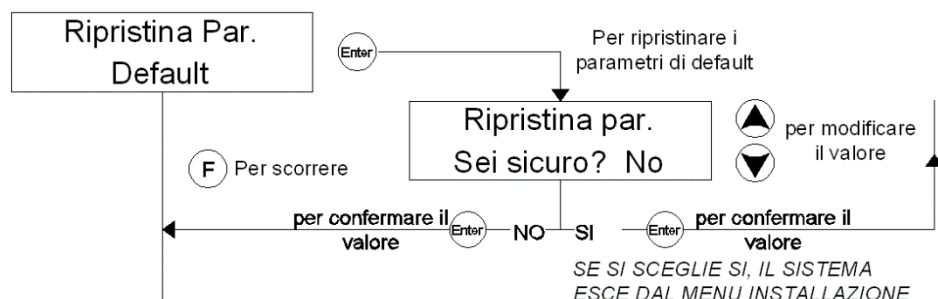 Ripristina Par.
Default
Enter
Per ripristinare i
parametri di default
Ripristina par.
Sei sicuro? No
per modificare
il valore
F Per scorrere
per confermare il
valore
Enter
NO
SI
Enter
per confermare il
valore
SE SI SCEGLIE SI, IL SISTEMA
ESCE DAL MENU INSTALLAZIONE